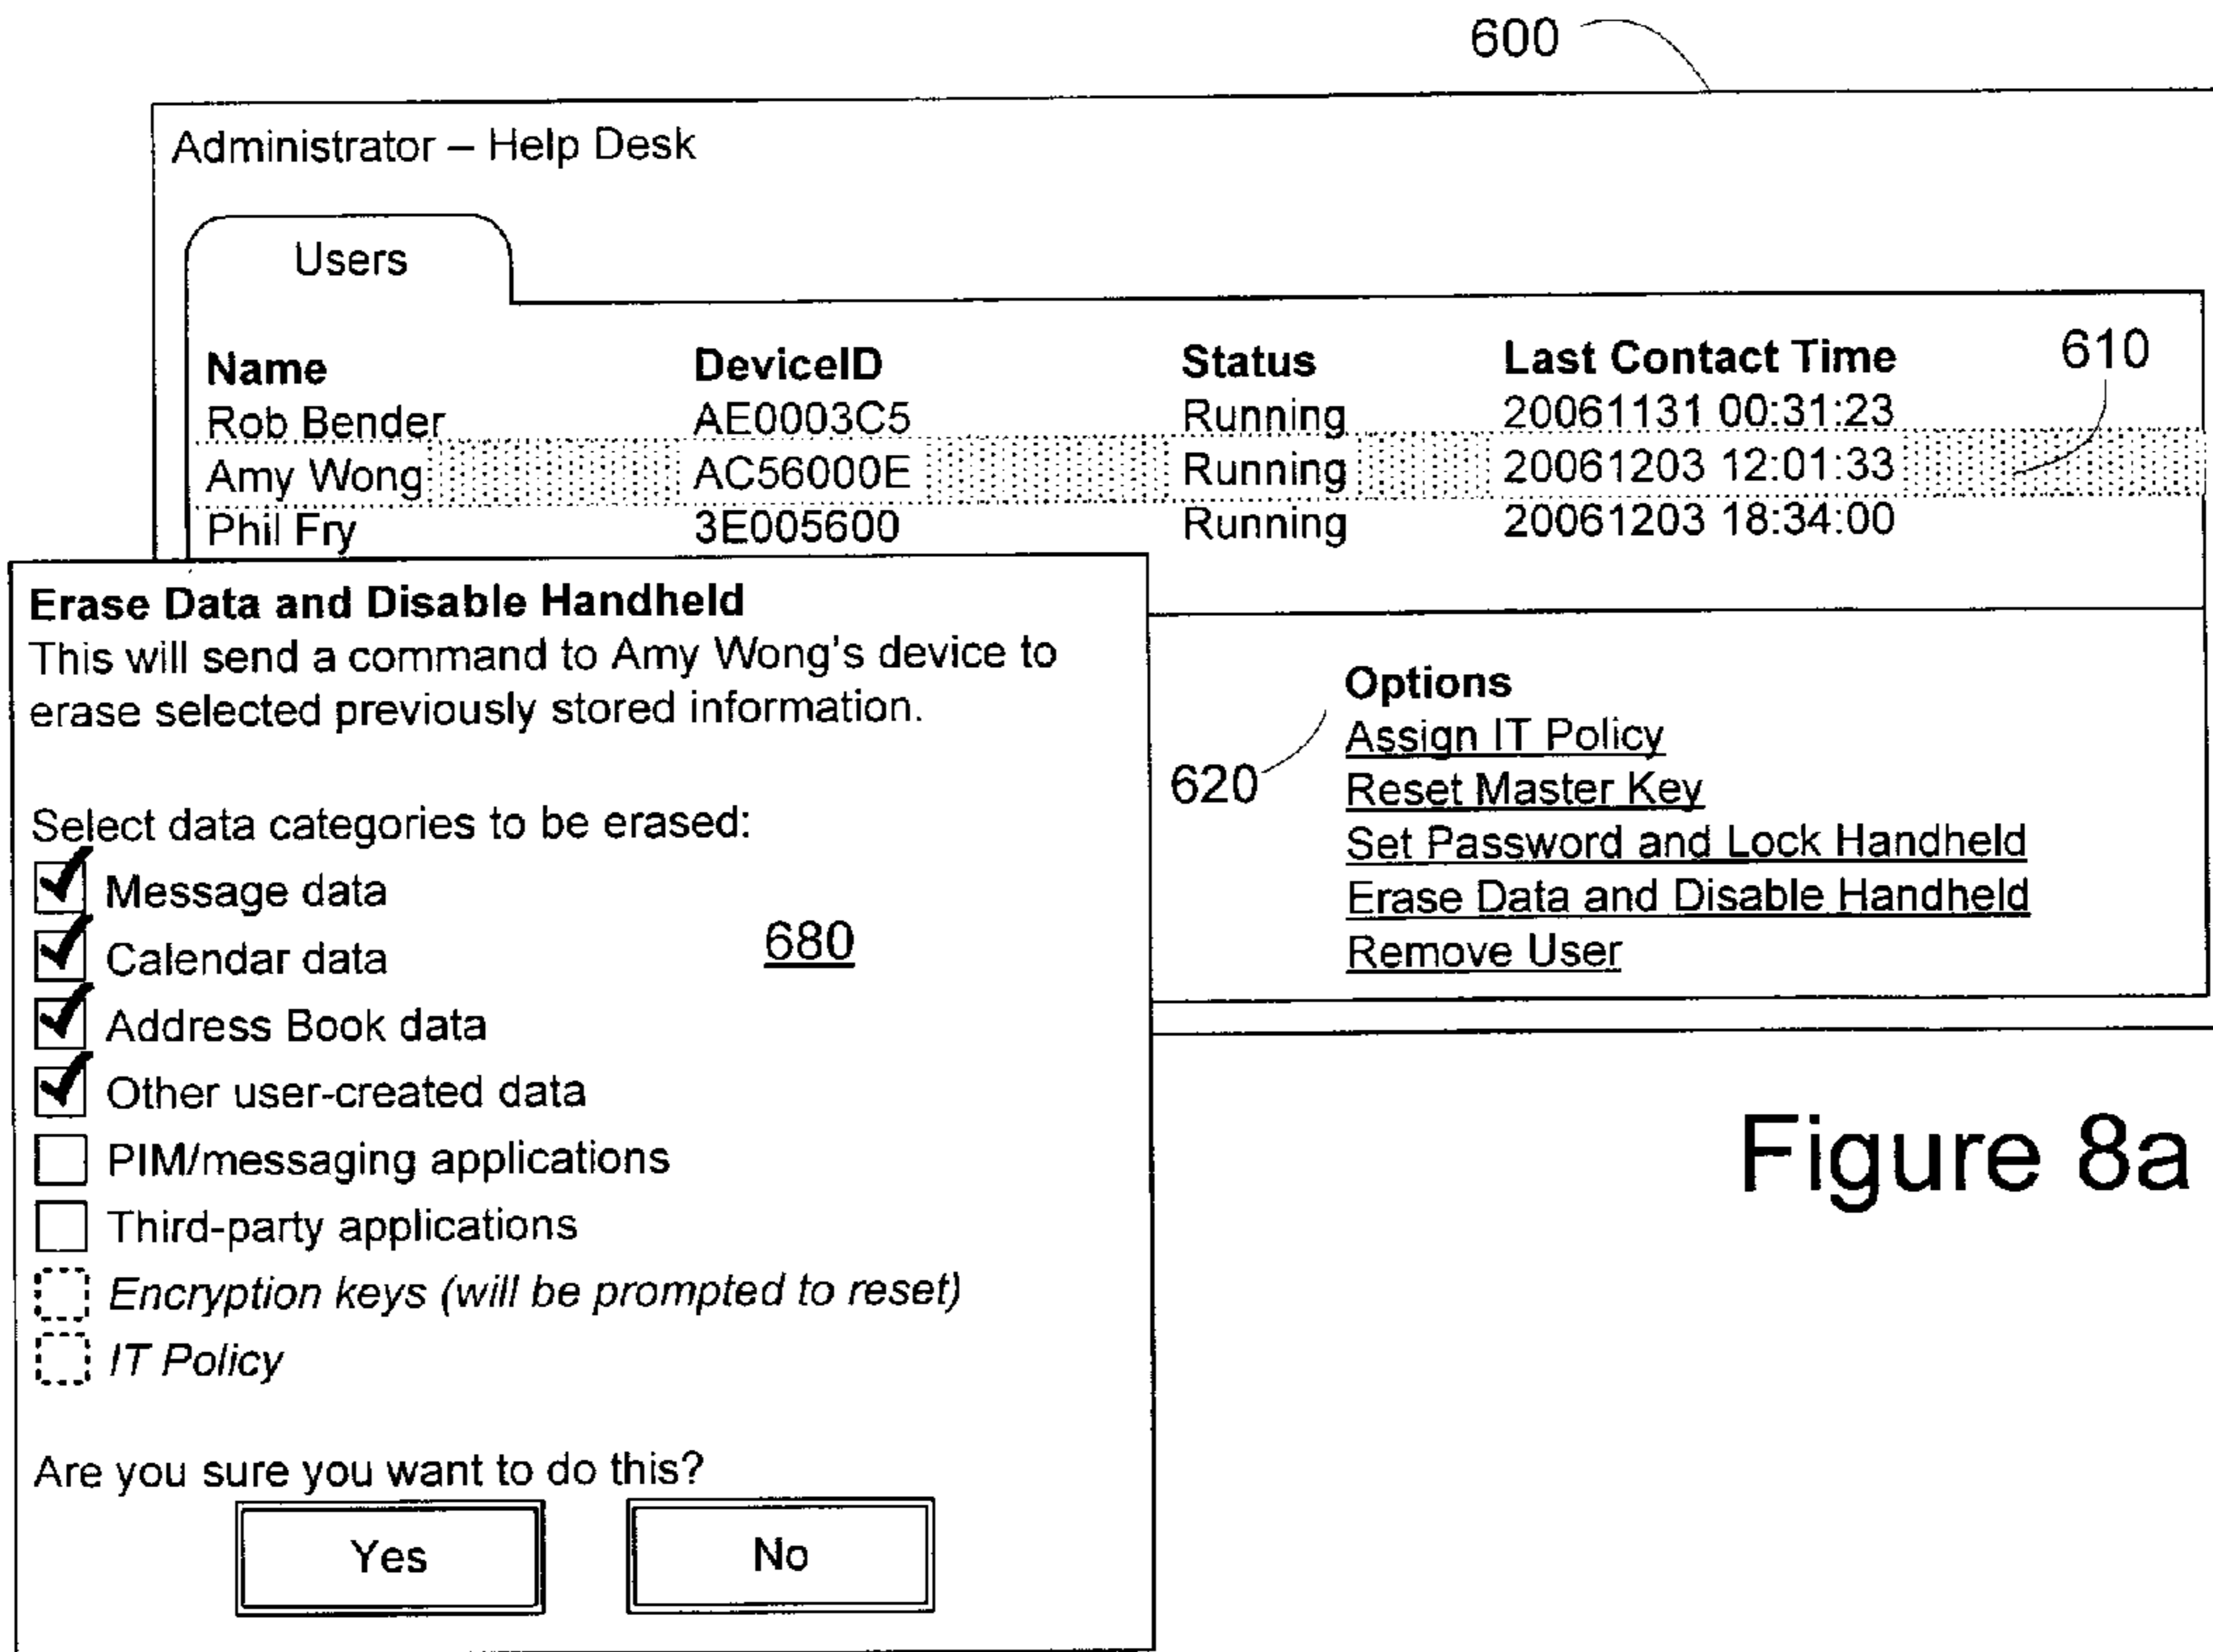 600
Administrator – Help Desk
Users
Name DeviceID Status Last Contact Time 610
Rob Bender AE0003C5 Running 20061131 00:31:23
Amy Wong AC56000E Running 20061203 12:01:33
Phil Fry 3E005600 Running 20061203 18:34:00
Erase Data and Disable Handheld
This will send a command to Amy Wong's device to
erase selected previously stored information.
Select data categories to be erased:
Message data
Calendar data
680
Address Book data
Other user-created data
PIM/messaging applications
Third-party applications
Encryption keys (will be prompted to reset)
IT Policy
Are you sure you want to do this?
Yes No
620
Options
Assign IT Policy
Reset Master Key
Set Password and Lock Handheld
Erase Data and Disable Handheld
Remove User
Figure 8a